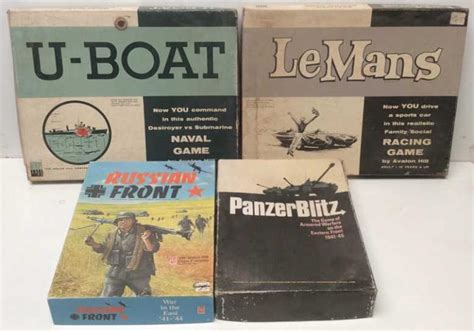 U-BOAT
Now YOU command
in this authentic
Destroyer vs Submarine
NAVAL
GAME
LeMans
Now YOU drive
a sports car
in this realistic
Family/Social
RACING
GAME
by Avalon Hill
RUSSIAN
FRONT
War
in the
East
'41-'44
RUSSIAN
FRONT
PanzerBlitz
The Game of
Armored Warfare
on the
Eastern Front
1941-45